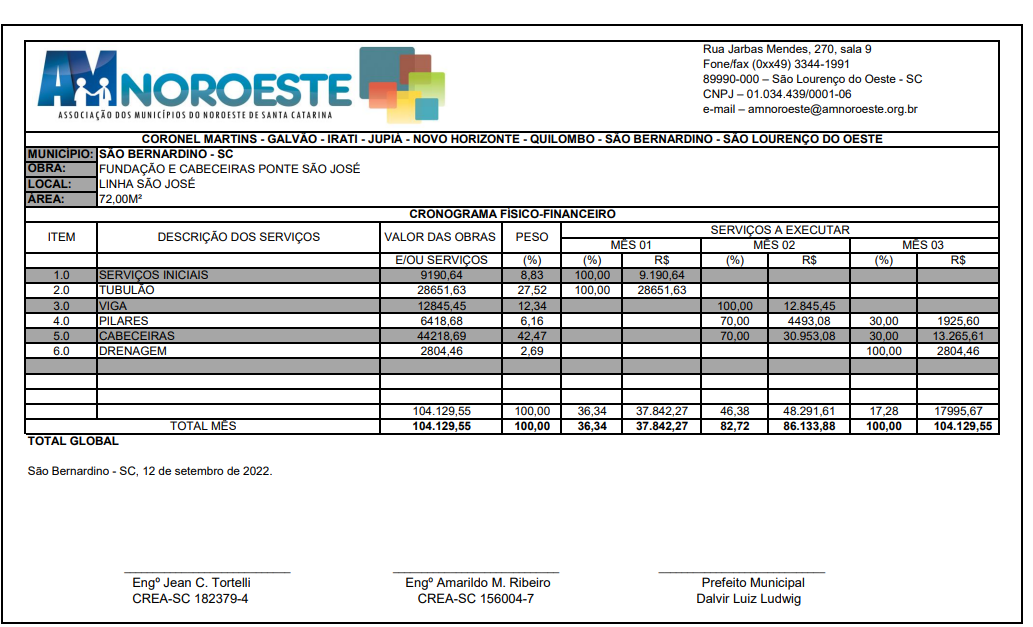 AMNOROESTE
ASSOCIAÇÃO DOS MUNICÍPIOS DO NOROESTE DE SANTA CATARINA
Rua Jarbas Mendes, 270, sala 9
Fone/fax (0xx49) 3344-1991
89990-000 – São Lourenço do Oeste - SC
CNPJ – 01.034.439/0001-06
e-mail – amnoroeste@amnoroeste.org.br
CORONEL MARTINS - GALVÃO - IRATI - JUPIÁ - NOVO HORIZONTE - QUILOMBO - SÃO BERNARDINO - SÃO LOURENÇO DO OESTE
MUNICÍPIO: SÃO BERNARDINO - SC
OBRA: FUNDAÇÃO E CABECEIRAS PONTE SÃO JOSÉ
LOCAL: LINHA SÃO JOSÉ
ÁREA: 72,00M²
CRONOGRAMA FÍSICO-FINANCEIRO
ITEM DESCRIÇÃO DOS SERVIÇOS VALOR DAS OBRAS PESO SERVIÇOS A EXECUTAR
MÊS 01 MÊS 02 MÊS 03
E/OU SERVIÇOS (%) (%) R$ (%) R$ (%) R$
1.0 SERVIÇOS INICIAIS 9190,64 8,83 100,00 9.190,64
2.0 TUBULÃO 28651,63 27,52 100,00 28651,63
3.0 VIGA 12845,45 12,34 100,00 12.845,45
4.0 PILARES 6418,68 6,16 70,00 4493,08 30,00 1925,60
5.0 CABECEIRAS 44218,69 42,47 70,00 30.953,08 30,00 13.265,61
6.0 DRENAGEM 2804,46 2,69 100,00 2804,46
104.129,55 100,00 36,34 37.842,27 46,38 48.291,61 17,28 17995,67
TOTAL MÊS 104.129,55 100,00 36,34 37.842,27 82,72 86.133,88 100,00 104.129,55
TOTAL GLOBAL
São Bernardino - SC, 12 de setembro de 2022.
Engº Jean C. Tortelli Engº Amarildo M. Ribeiro Prefeito Municipal
CREA-SC 182379-4 CREA-SC 156004-7 Dalvir Luiz Ludwig